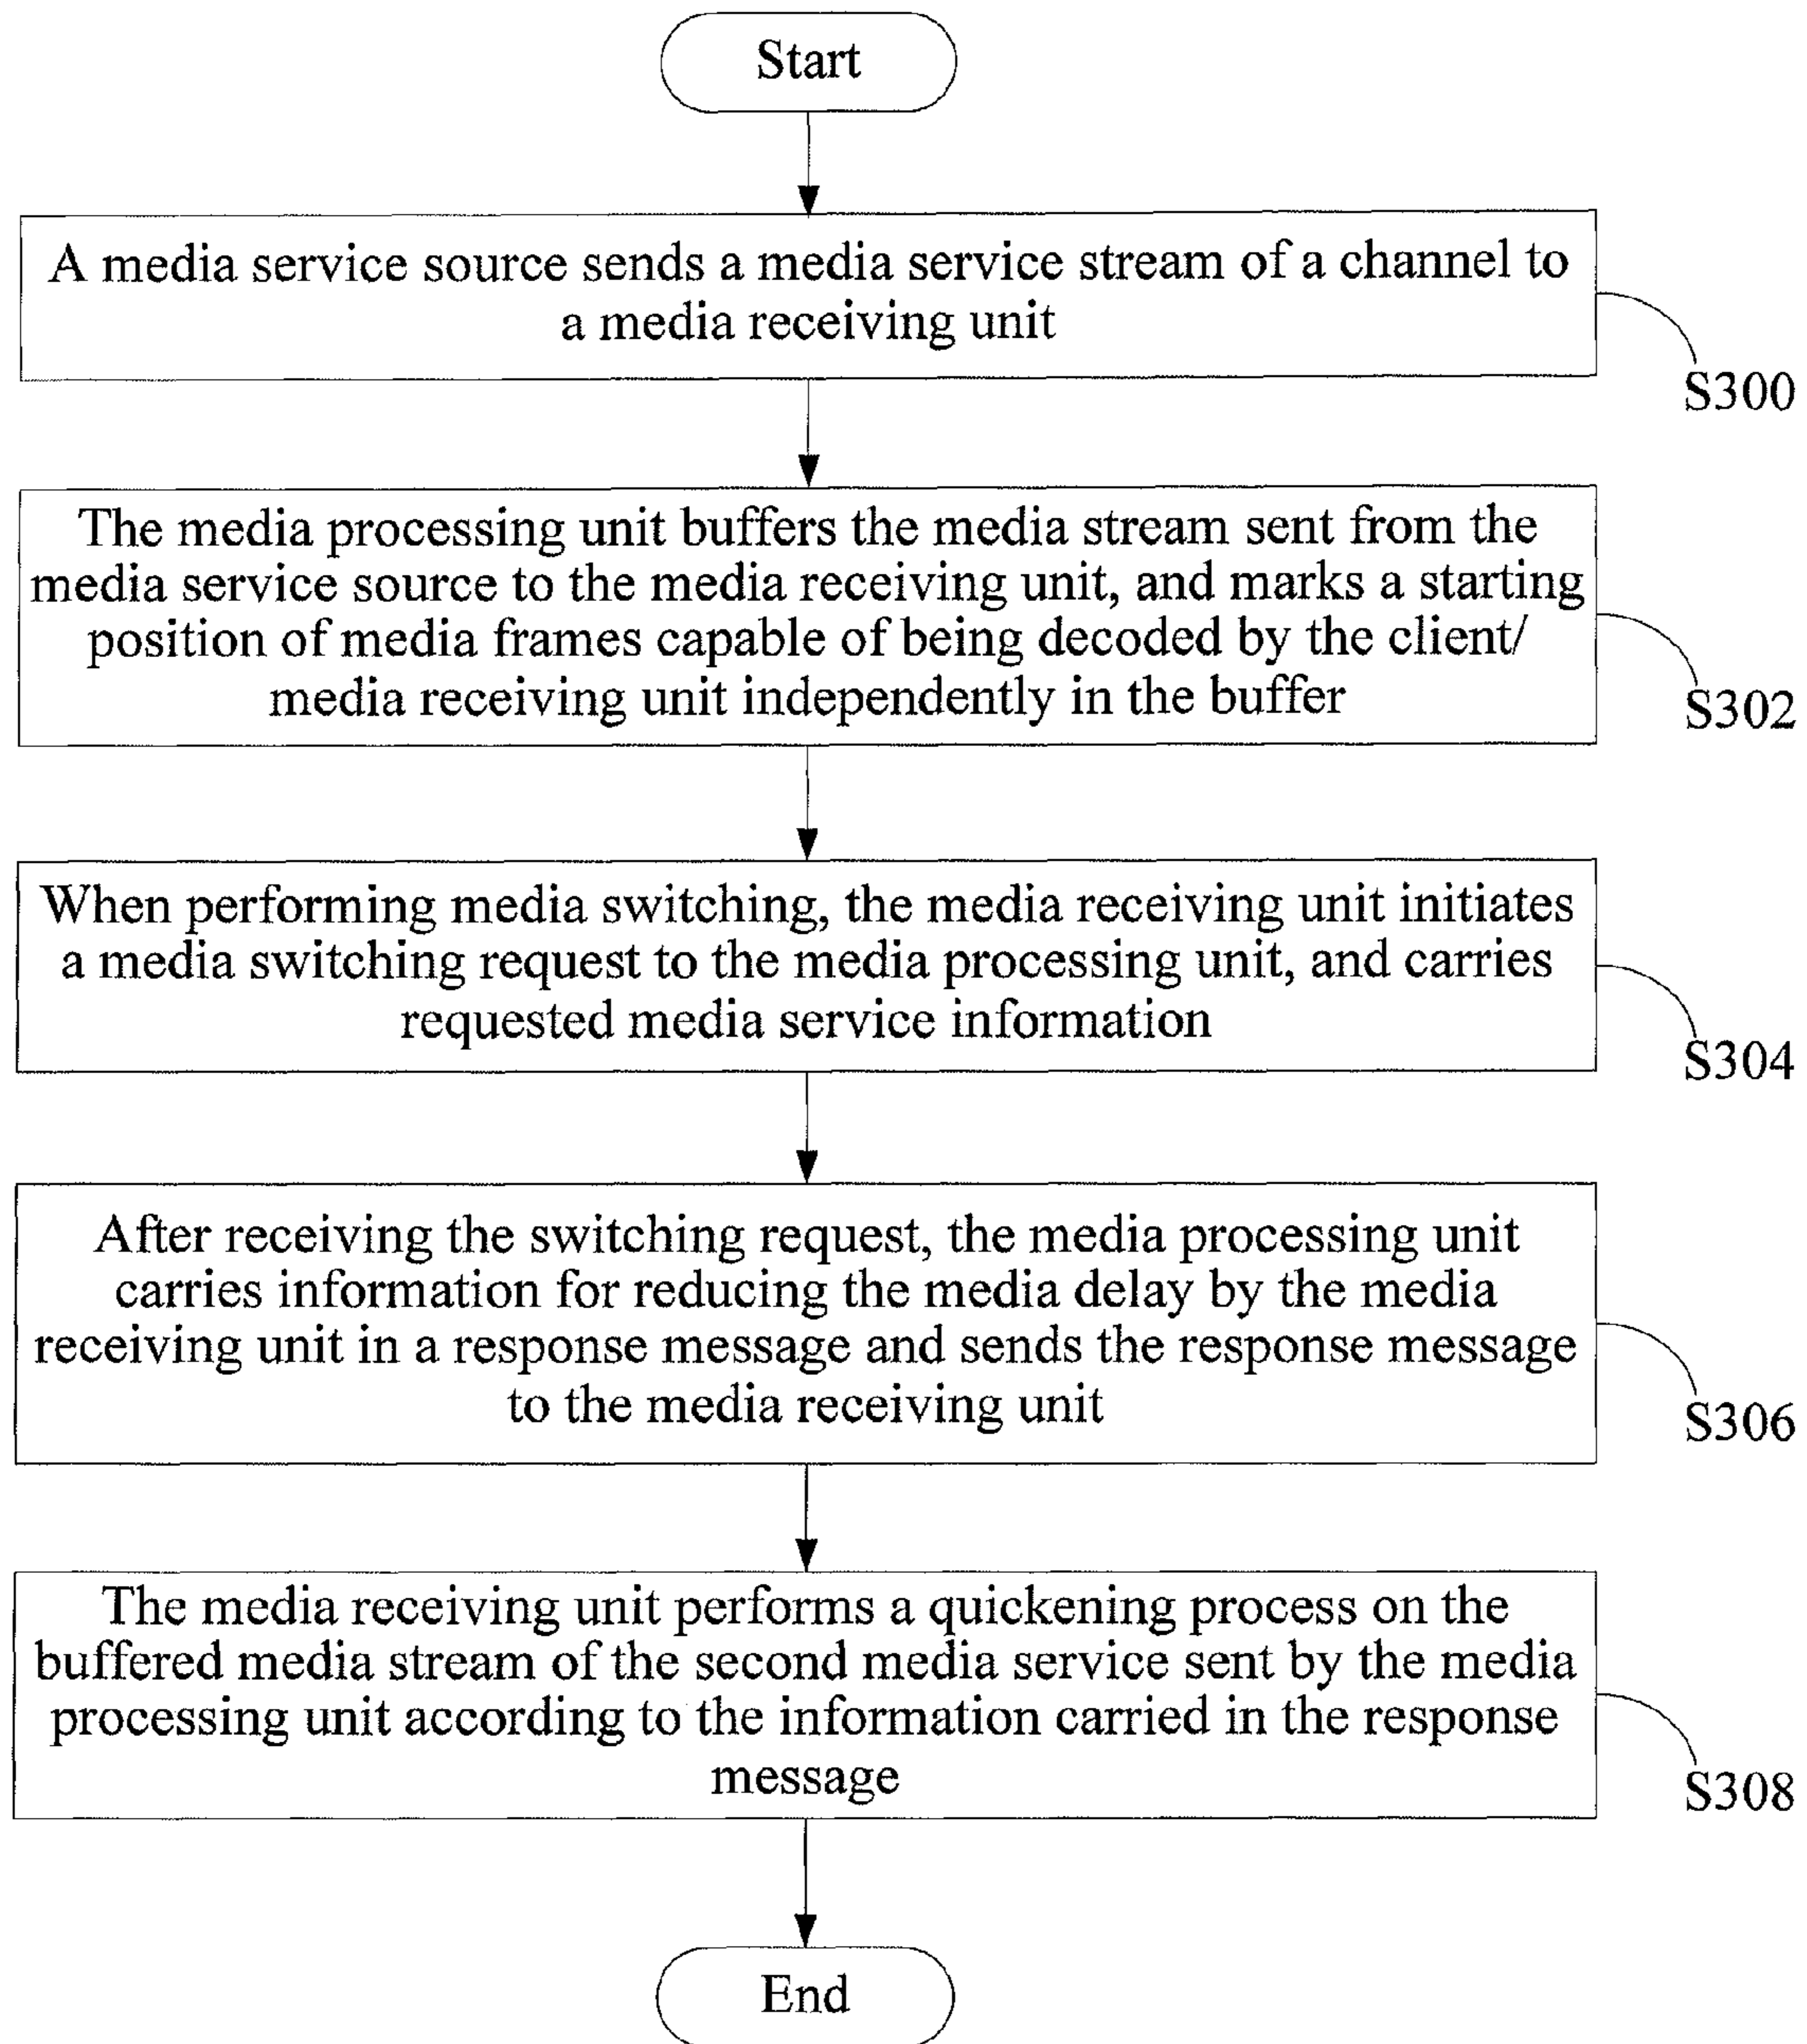 Start
A media service source sends a media service stream of a channel to
a media receiving unit
S300
The media processing unit buffers the media stream sent from the
media service source to the media receiving unit, and marks a starting
position of media frames capable of being decoded by the client/
media receiving unit independently in the buffer
S302
When performing media switching, the media receiving unit initiates
a media switching request to the media processing unit, and carries
requested media service information
S304
After receiving the switching request, the media processing unit
carries information for reducing the media delay by the media
receiving unit in a response message and sends the response message
to the media receiving unit
S306
The media receiving unit performs a quickening process on the
buffered media stream of the second media service sent by the media
processing unit according to the information carried in the response
message
S308
End